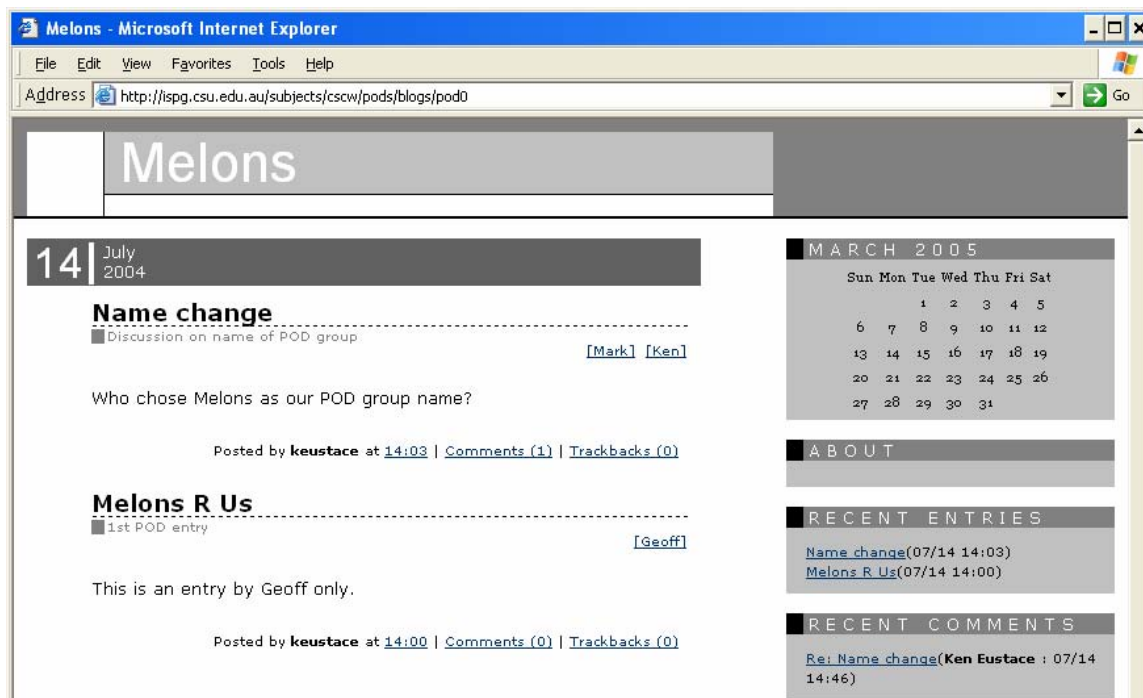 Melons - Microsoft Internet Explorer
File Edit View Favorites Tools Help
Address http://ispg.csu.edu.au/subjects/cscw/pods/blogs/pod0 Go
Melons
14 July
2004
Name change
Discussion on name of POD group
[Mark] [Ken]
Who chose Melons as our POD group name?
Posted by keustace at 14:03 | Comments (1) | Trackbacks (0)
Melons R Us
1st POD entry
[Geoff]
This is an entry by Geoff only.
Posted by keustace at 14:00 | Comments (0) | Trackbacks (0)
MARCH 2005
Sun Mon Tue Wed Thu Fri Sat
1 2 3 4 5
6 7 8 9 10 11 12
13 14 15 16 17 18 19
20 21 22 23 24 25 26
27 28 29 30 31
ABOUT
RECENT ENTRIES
Name change(07/14 14:03)
Melons R Us(07/14 14:00)
RECENT COMMENTS
Re: Name change(Ken Eustace : 07/14
14:46)